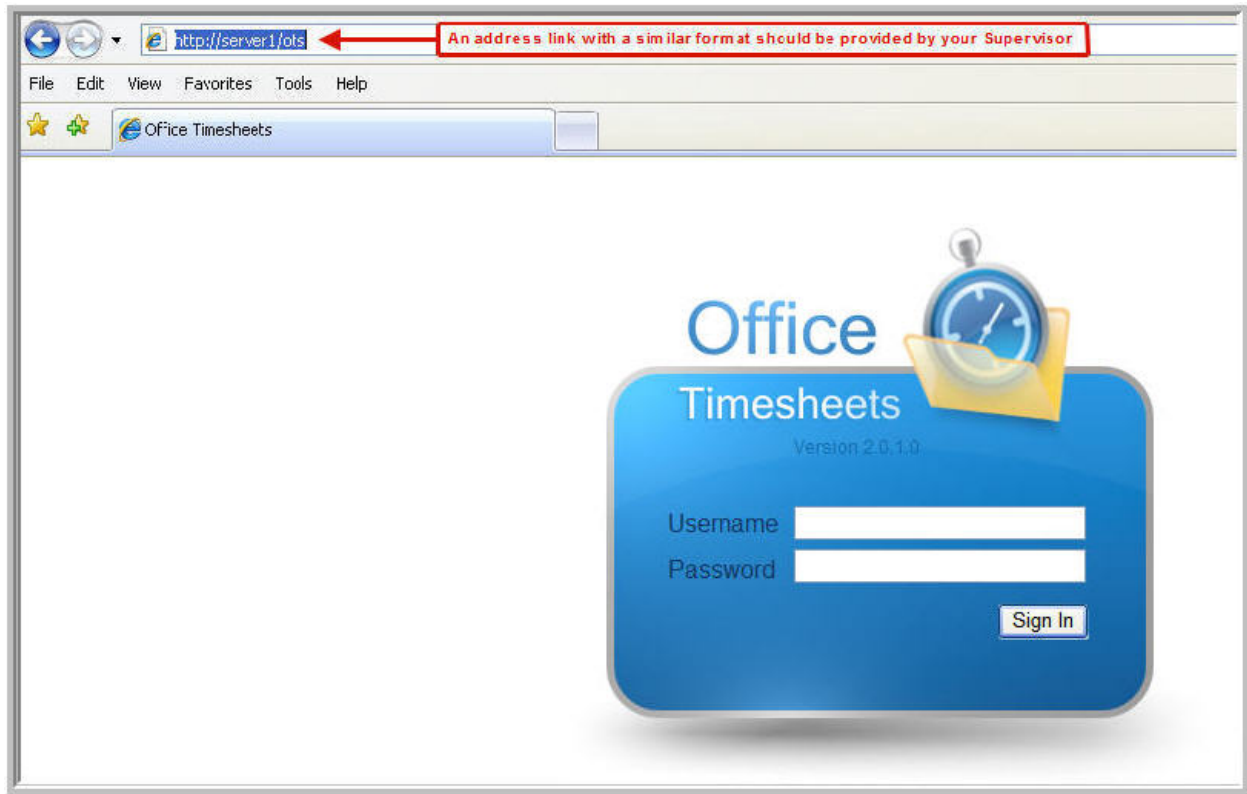 http://server1/ots
An address link with a similar format should be provided by your Supervisor
File Edit View Favorites Tools Help
Office Timesheets
Office
Timesheets
Version 2.0.1.0
Username
Password
Sign In